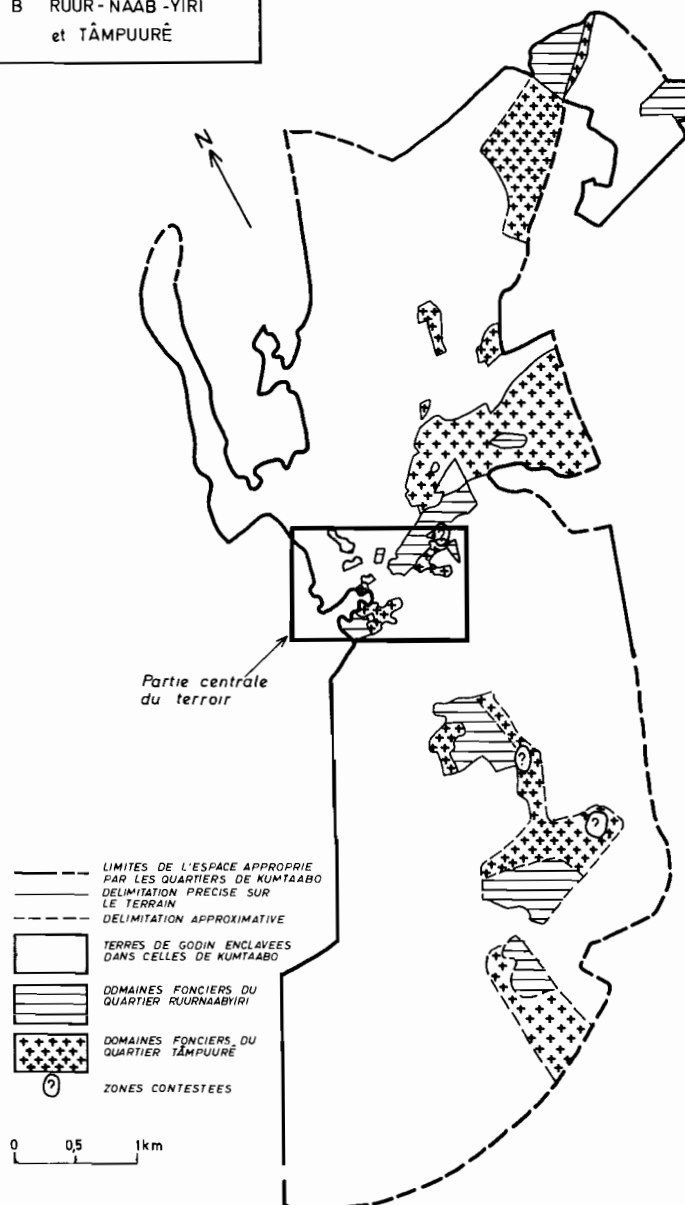 B RUUR-NAAB-YIRI
et TÂMPUURÊ
N
?
Partie centrale
du terroir
?
?
LIMITES DE L'ESPACE APPROPRIE
PAR LES QUARTIERS DE KUMTAABO
DELIMITATION PRECISE SUR
LE TERRAIN
DELIMITATION APPROXIMATIVE
TERRES DE GODIN ENCLAVEES
DANS CELLES DE KUMTAABO
DOMAINES FONCIERS DU
QUARTIER RUURNAABYIRI
DOMAINES FONCIERS DU
QUARTIER TÂMPUURÊ
? ZONES CONTESTEES
0 0,5 1km